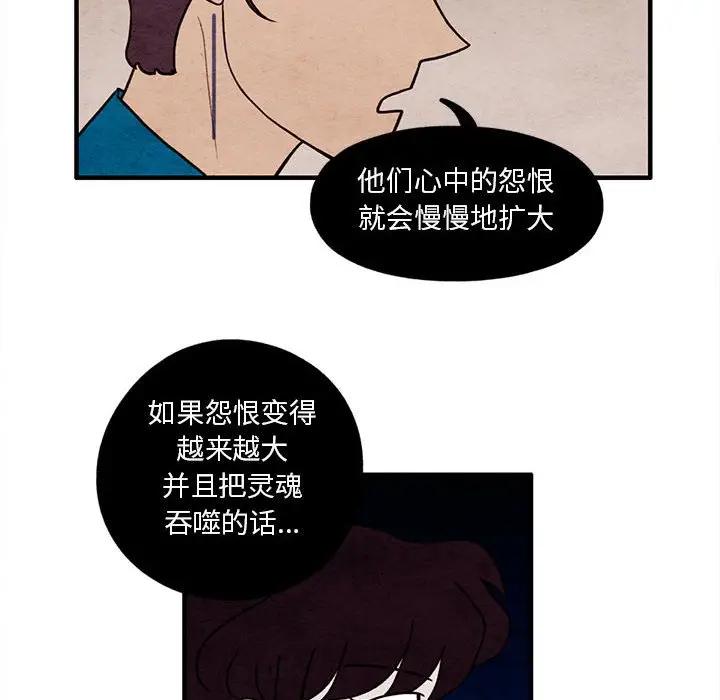 他们心中的怨恨
就会慢慢地扩大
如果怨恨变得
越来越大
并且把灵魂
吞噬的话...